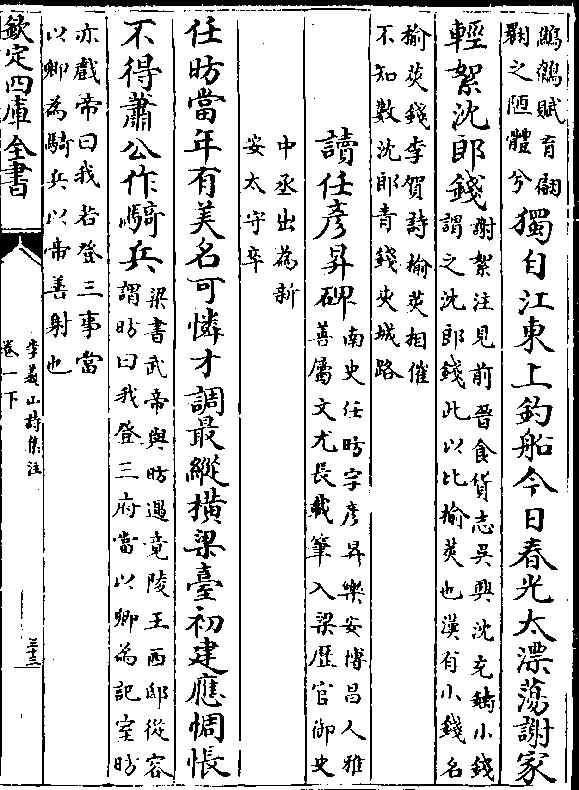 鷦鷯賦育翩
翾之陋體兮
獨自江東上釣船今日春光太漂蕩謝家
輕絮沈郎錢
謝絮注見前晉食貨志吳興沈充鑄小錢
謂之沈郎錢此以比榆莢也漢有小錢名
榆莢錢李賀詩榆莢相催
不知數沈郎青錢夾城路
讀任彥昇碑
南史任昉字彥昇樂安博昌人雅
善屬文尤長載筆入梁歷官御史
中丞出為新
安太守卒
任昉當年有美名可憐才調最縱橫梁臺初建應惆悵
不得蕭公作騎兵
梁書武帝與昉遇竟陵王西邸從容
謂昉曰我登三府當以卿為記室昉
亦戲帝曰我若登三事當
以卿為騎兵以帝善射也
欽定四庫全書
李義山詩集注
卷一下
三十三